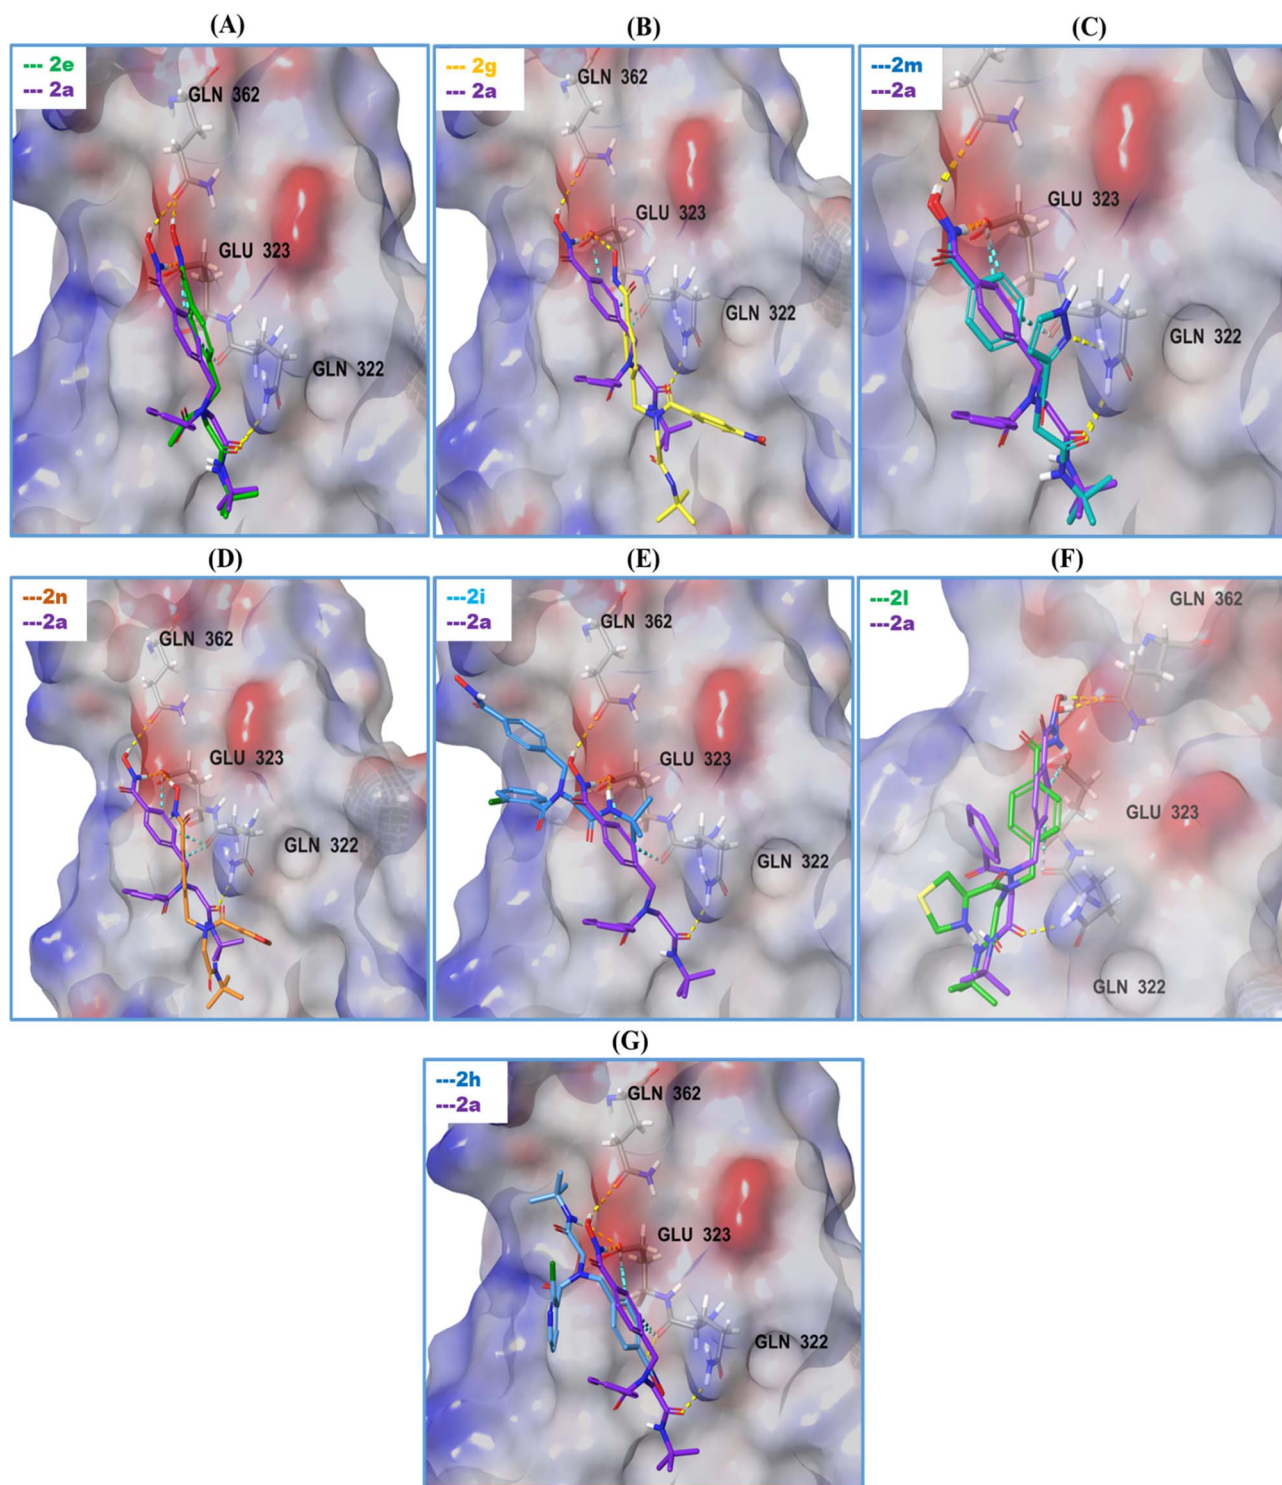 (A)
--- 2e
--- 2a
GLN 362
GLU 323
GLN 322
(B)
--- 2g
--- 2a
GLN 362
GLU 323
GLN 322
(C)
---2m
---2a
GLU 323
GLN 322
(D)
---2n
---2a
GLN 362
GLU 323
GLN 322
(E)
---2i
---2a
GLN 362
GLU 323
GLN 322
(F)
---2l
---2a
GLN 362
GLU 323
GLN 322
(G)
---2h
---2a
GLN 362
GLU 323
GLN 322